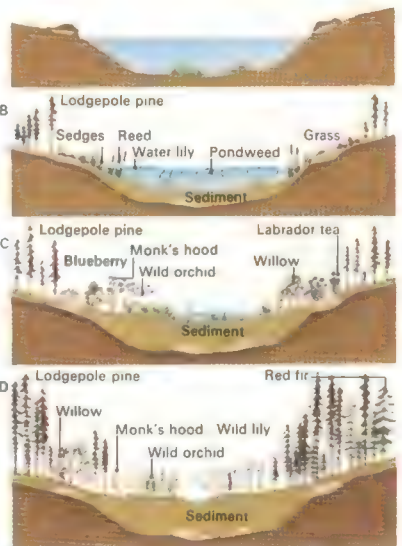 B
Lodgepole pine
Sedges Reed Grass
Water lily Pondweed
Sediment
C
Lodgepole pine Labrador tea
Monk's hood
Blueberry Willow
Wild orchid
Sediment
D
Lodgepole pine Red fir
Willow
Monk's hood Wild lily
Wild orchid
Sediment